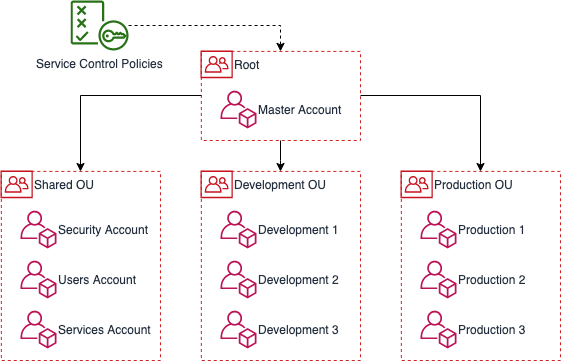 Service Control Policies
Root
Master Account
Shared OU
Security Account
Users Account
Services Account
Development OU
Development 1
Development 2
Development 3
Production OU
Production 1
Production 2
Production 3